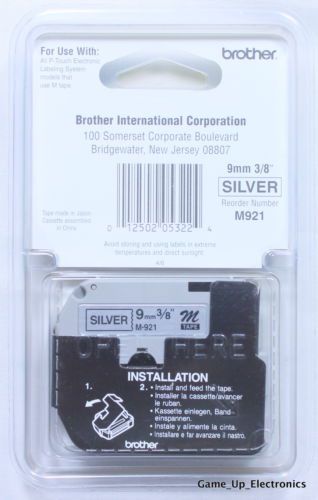 For Use With:
All P-Touch Electronic
Labeling System
models that
use M tape.
brother®
Brother International Corporation
100 Somerset Corporate Boulevard
Bridgewater, New Jersey 08807
9mm 3/8"
SILVER
Reorder Number
M921
0 12502 05322 4
Tape made in Japan
Cassette assembled
in China
Avoid storing and using labels in extreme
temperatures and direct sunlight
SILVER 9mm 3/8" M
M-921 TAPE
OPEN HERE
INSTALLATION
1. 2. • Install and feed the tape.
• Installer la cassette/avancer
le ruban.
• Kassette einlegen, Band-
einspannen.
• Instale y alimente la cinta.
• Installare e far avanzare il nastro.
brother
Game_Up_Electronics